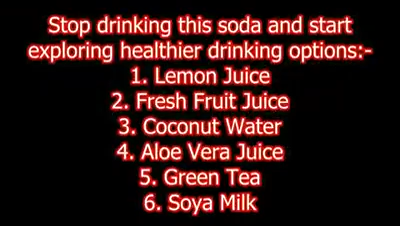 Stop drinking this soda and start
exploring healthier drinking options:-
1. Lemon Juice
2. Fresh Fruit Juice
3. Coconut Water
4. Aloe Vera Juice
5. Green Tea
6. Soya Milk